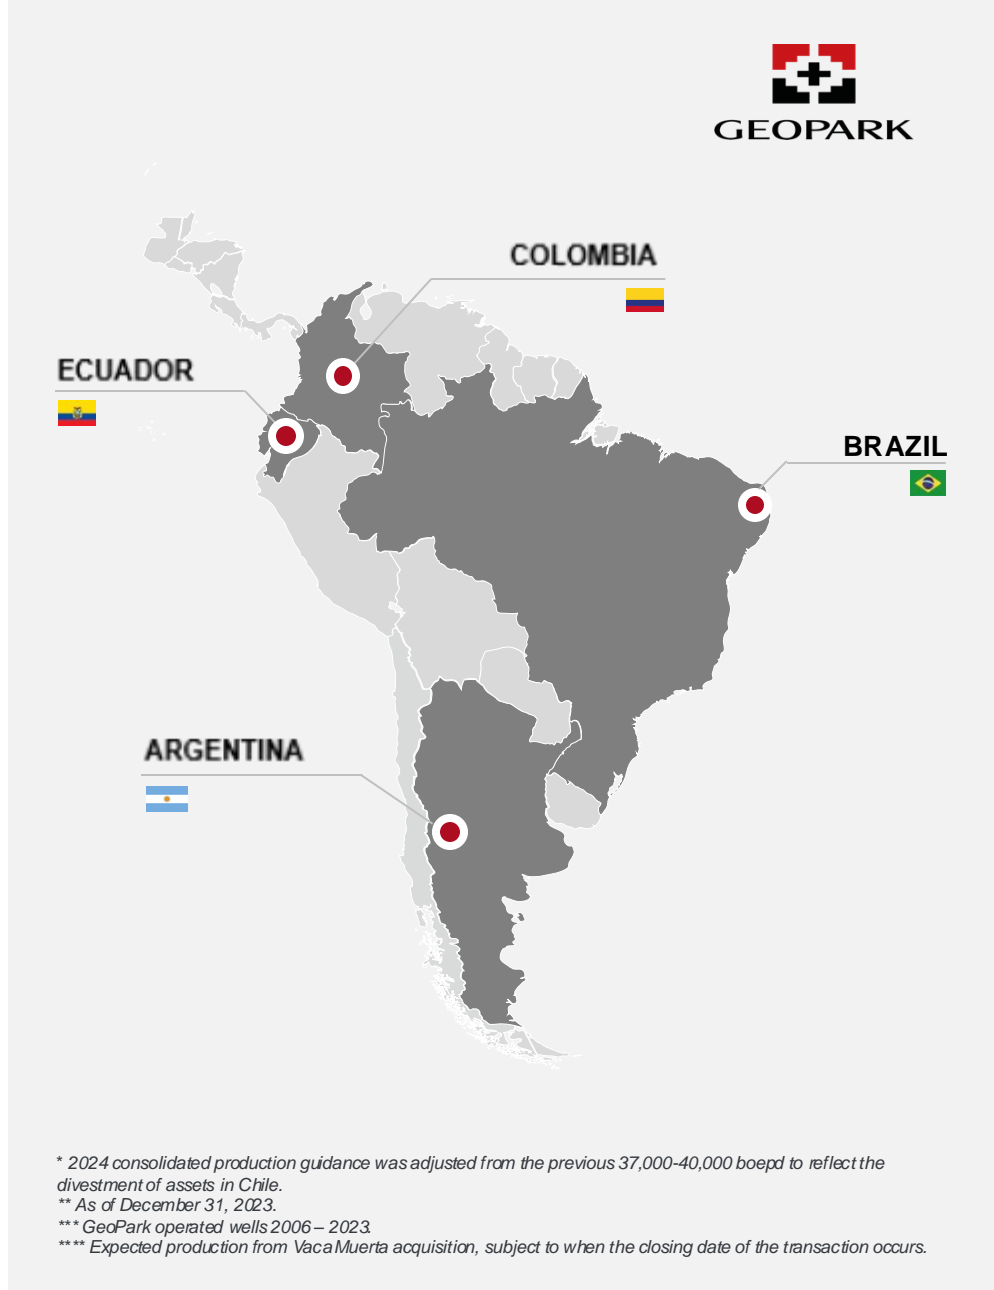 GEOPARK
COLOMBIA
ECUADOR
BRAZIL
ARGENTINA
* 2024 consolidated production guidance was adjusted from the previous 37,000-40,000 boepd to reflect the
divestment of assets in Chile.
** As of December 31, 2023.
*** GeoPark operated wells 2006 – 2023.
**** Expected production from Vaca Muerta acquisition, subject to when the closing date of the transaction occurs.